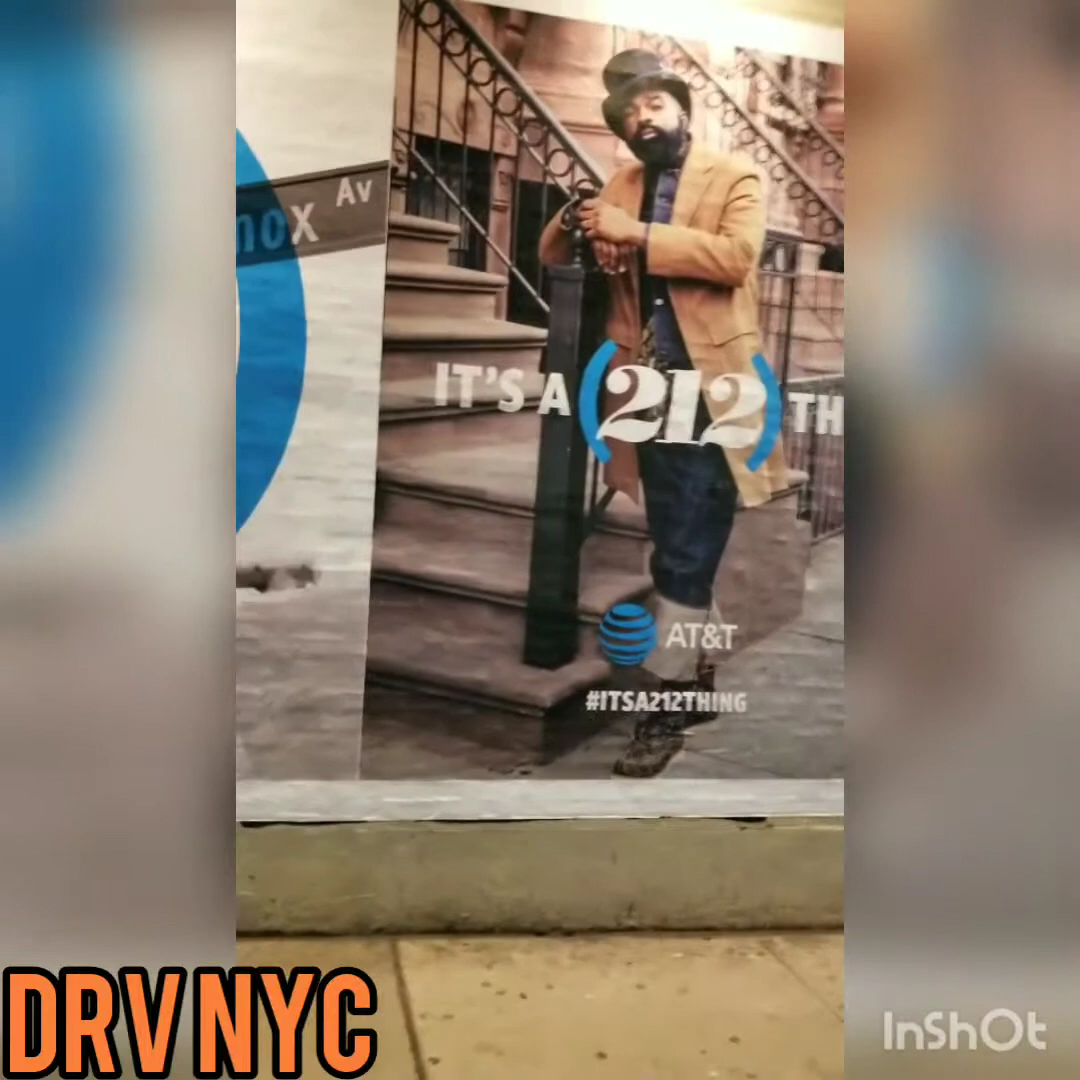 nox Av
IT'S A (212) TH
AT&T
#ITSA212THING
DRV NYC
InShOt